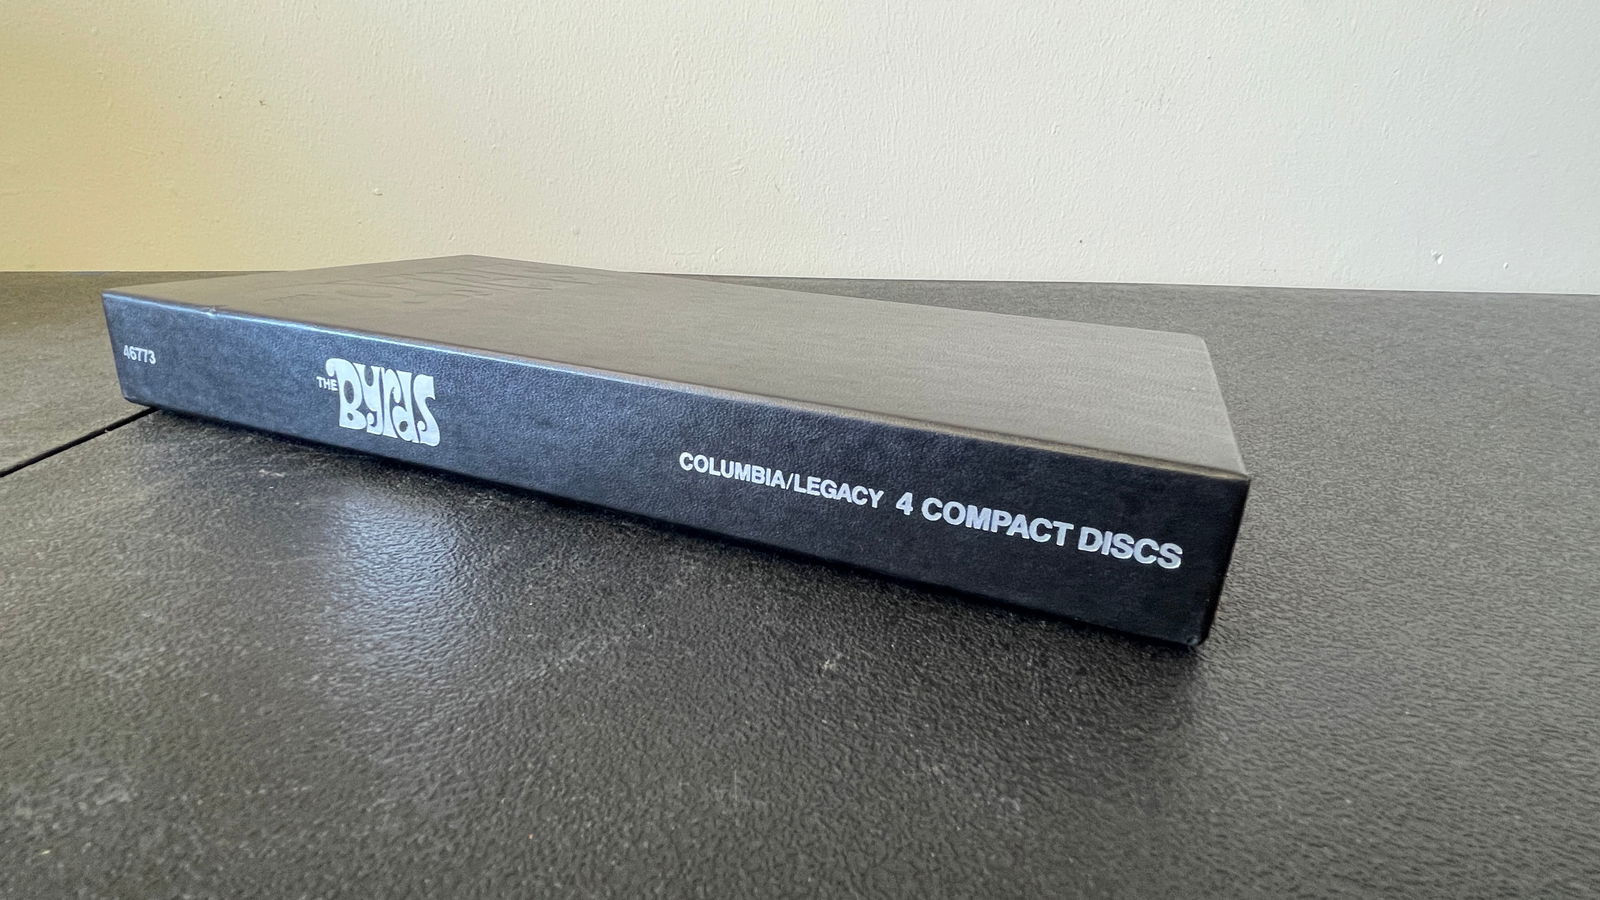 46773
THE BYRDS
COLUMBIA/LEGACY 4 COMPACT DISCS